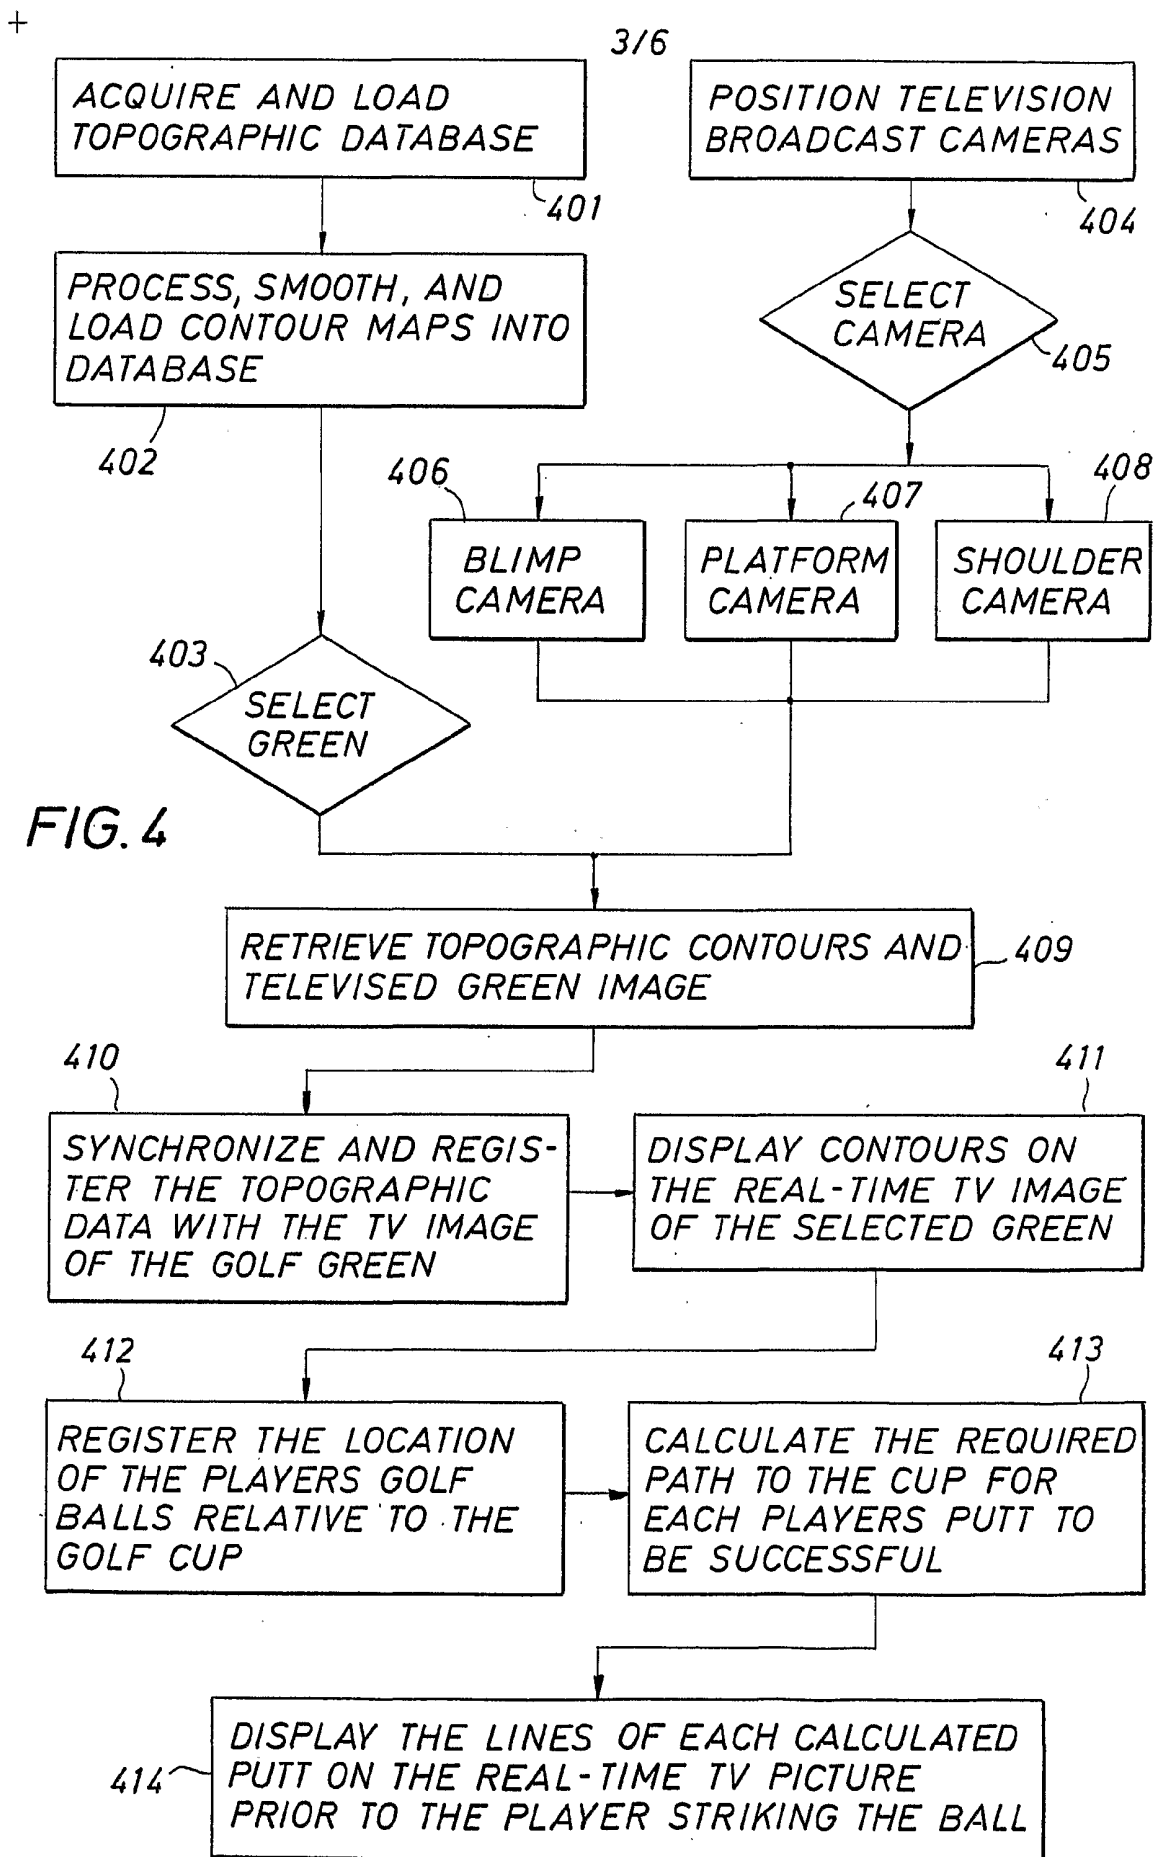 3/6
ACQUIRE AND LOAD
TOPOGRAPHIC DATABASE
401
POSITION TELEVISION
BROADCAST CAMERAS
404
PROCESS, SMOOTH, AND
LOAD CONTOUR MAPS INTO
DATABASE
402
SELECT
CAMERA
405
406
BLIMP
CAMERA
407
PLATFORM
CAMERA
408
SHOULDER
CAMERA
403
SELECT
GREEN
FIG. 4
RETRIEVE TOPOGRAPHIC CONTOURS AND
TELEVISED GREEN IMAGE
409
410
SYNCHRONIZE AND REGIS-
TER THE TOPOGRAPHIC
DATA WITH THE TV IMAGE
OF THE GOLF GREEN
411
DISPLAY CONTOURS ON
THE REAL-TIME TV IMAGE
OF THE SELECTED GREEN
412
REGISTER THE LOCATION
OF THE PLAYERS GOLF
BALLS RELATIVE TO THE
GOLF CUP
413
CALCULATE THE REQUIRED
PATH TO THE CUP FOR
EACH PLAYERS PUTT TO
BE SUCCESSFUL
414
DISPLAY THE LINES OF EACH CALCULATED
PUTT ON THE REAL-TIME TV PICTURE
PRIOR TO THE PLAYER STRIKING THE BALL